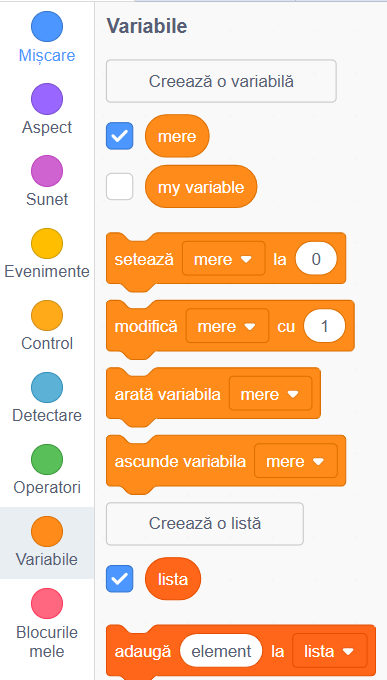 Mișcare
Aspect
Sunet
Evenimente
Control
Detectare
Operatori
Variabile
Blocurile
mele
Variabile
Creează o variabilă
mere
my variable
setează mere la 0
modifică mere cu 1
arată variabila mere
ascunde variabila mere
Creează o listă
lista
adaugă element la lista